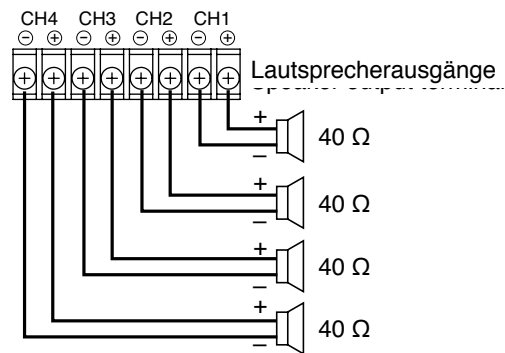 CH4 CH3 CH2 CH1
⊖ ⊕ ⊖ ⊕ ⊖ ⊕ ⊖ ⊕
Lautsprecherausgänge
+
– 40 Ω
+
– 40 Ω
+
– 40 Ω
+
– 40 Ω